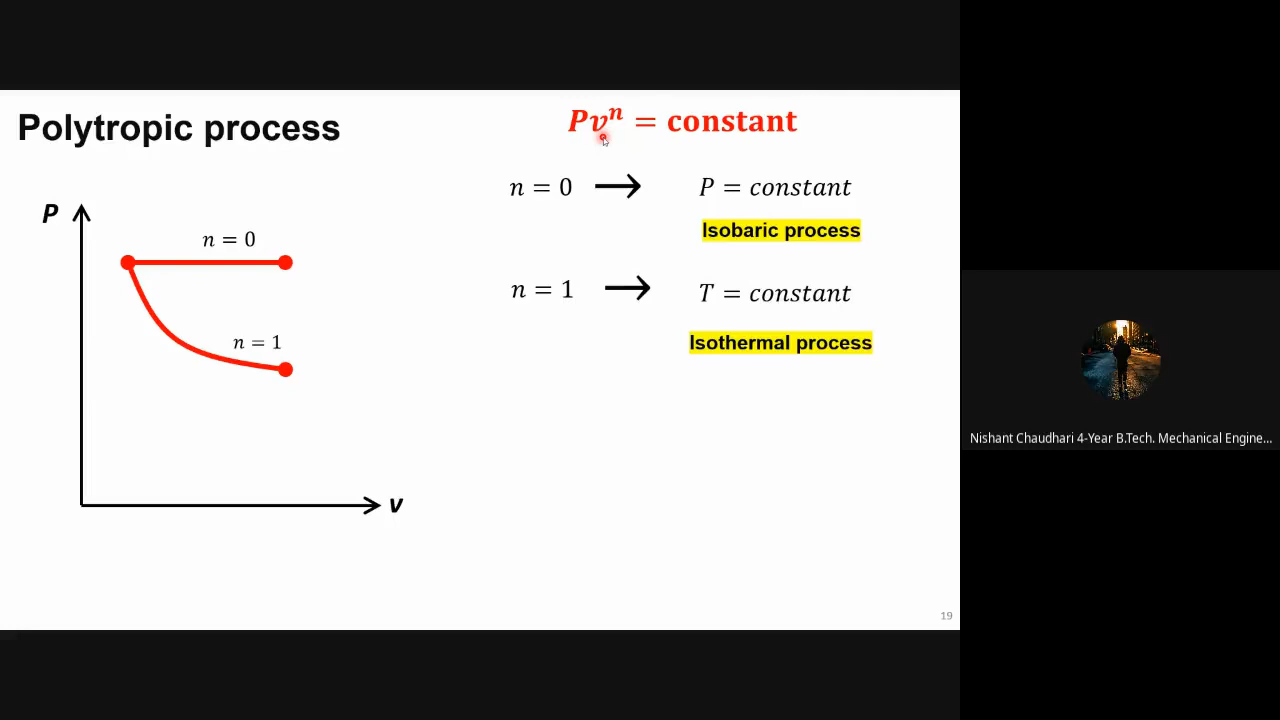 Polytropic process
Pvⁿ = constant
n = 0 → P = constant
Isobaric process
n = 1 → T = constant
Isothermal process
P
n = 0
n = 1
v
19
Nishant Chaudhari 4-Year B.Tech. Mechanical Engine...